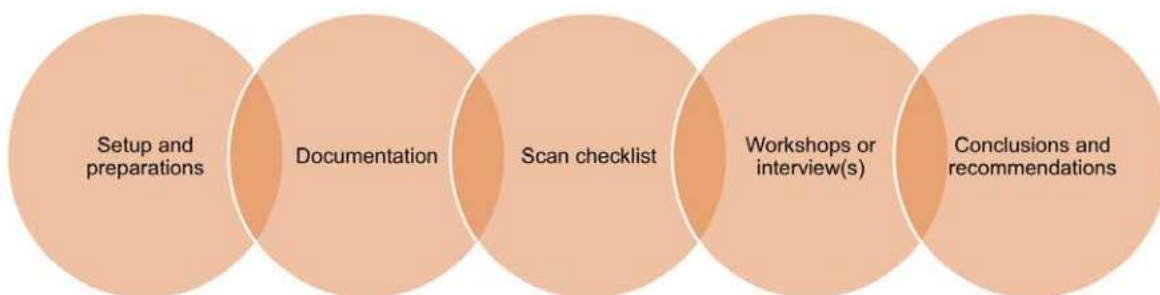 Setup and
preparations
Documentation
Scan checklist
Workshops or
interview(s)
Conclusions and
recommendations